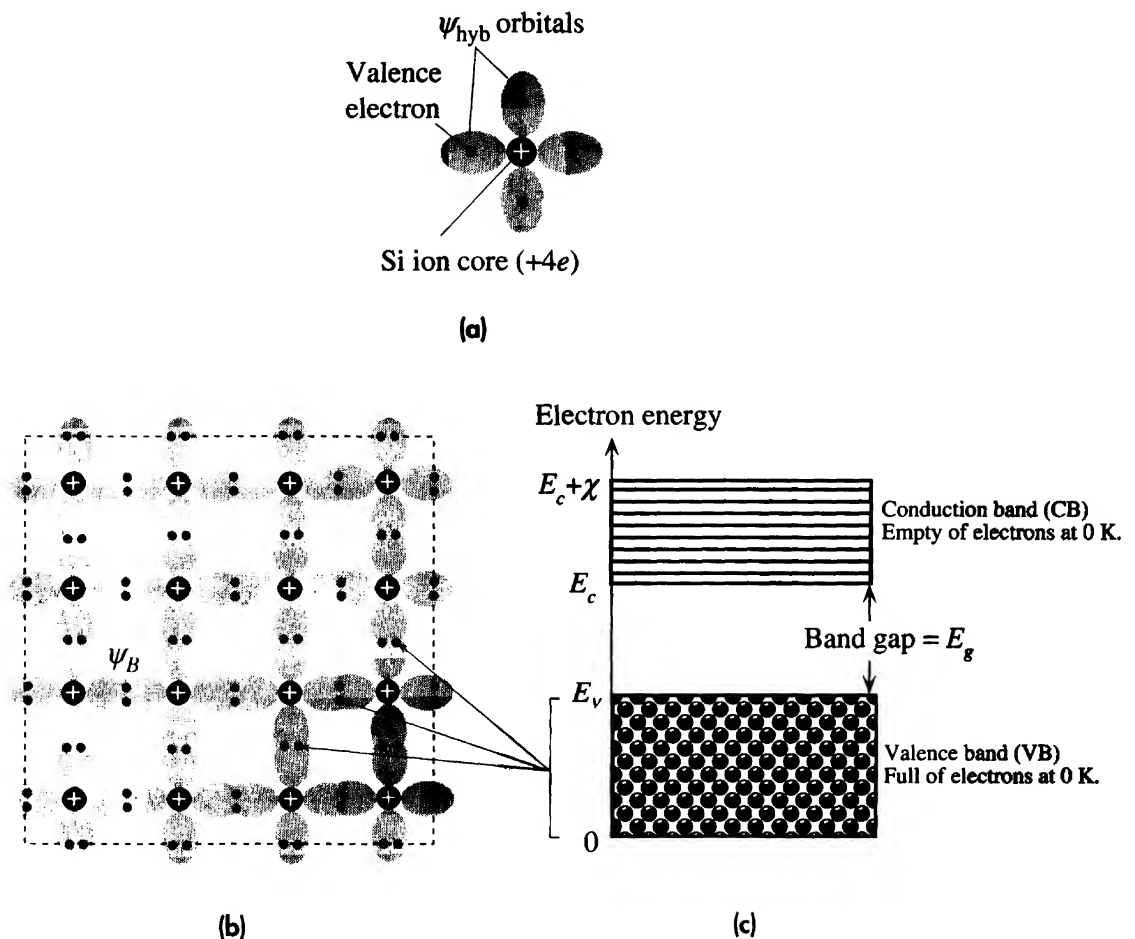 ψhyb orbitals
Valence
electron
+
Si ion core (+4e)
(a)
+ + + +
+ + + +
ψB
+ + + +
+ + + +
(b)
Electron energy
Ec+χ
Conduction band (CB)
Empty of electrons at 0 K.
Ec
Band gap = Eg
Ev
Valence band (VB)
Full of electrons at 0 K.
0
(c)